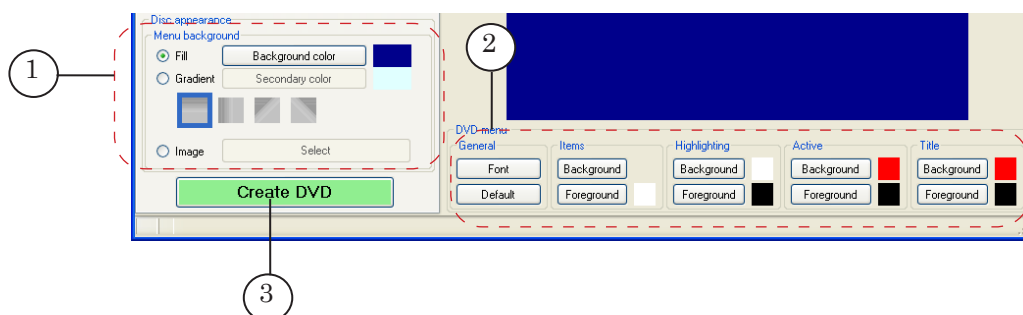 Disc appearance
Menu background
Fill
Background color
Gradient
Secondary color
Image
Select
Create DVD
DVD menu
General
Items
Highlighting
Active
Title
Font
Background
Background
Background
Background
Default
Foreground
Foreground
Foreground
Foreground
1
2
3